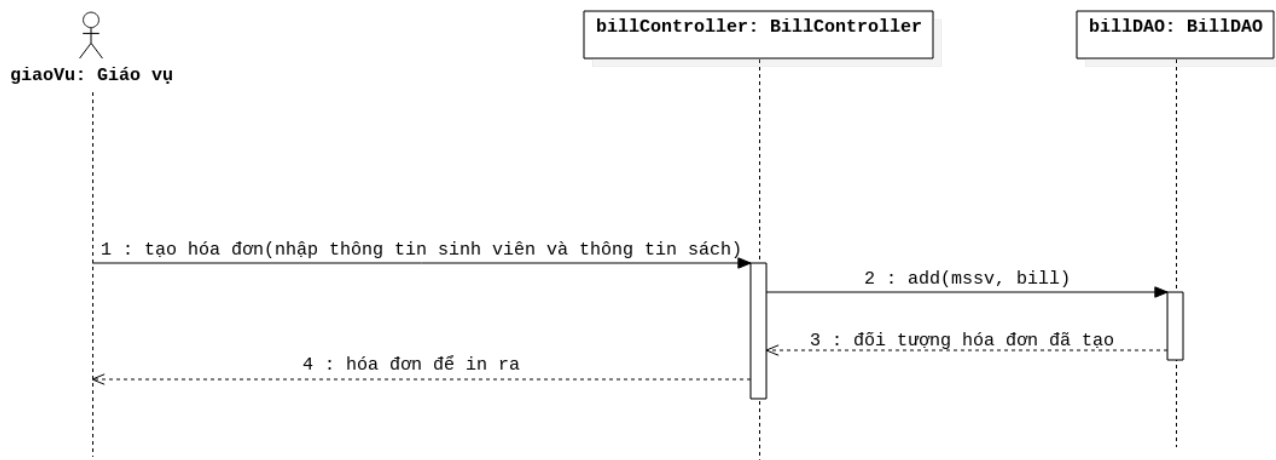 billController: BillController
billDAO: BillDAO
giaoVu: Giáo vụ
1 : tạo hóa đơn(nhập thông tin sinh viên và thông tin sách)
2 : add(mssv, bill)
3 : đối tượng hóa đơn đã tạo
4 : hóa đơn để in ra